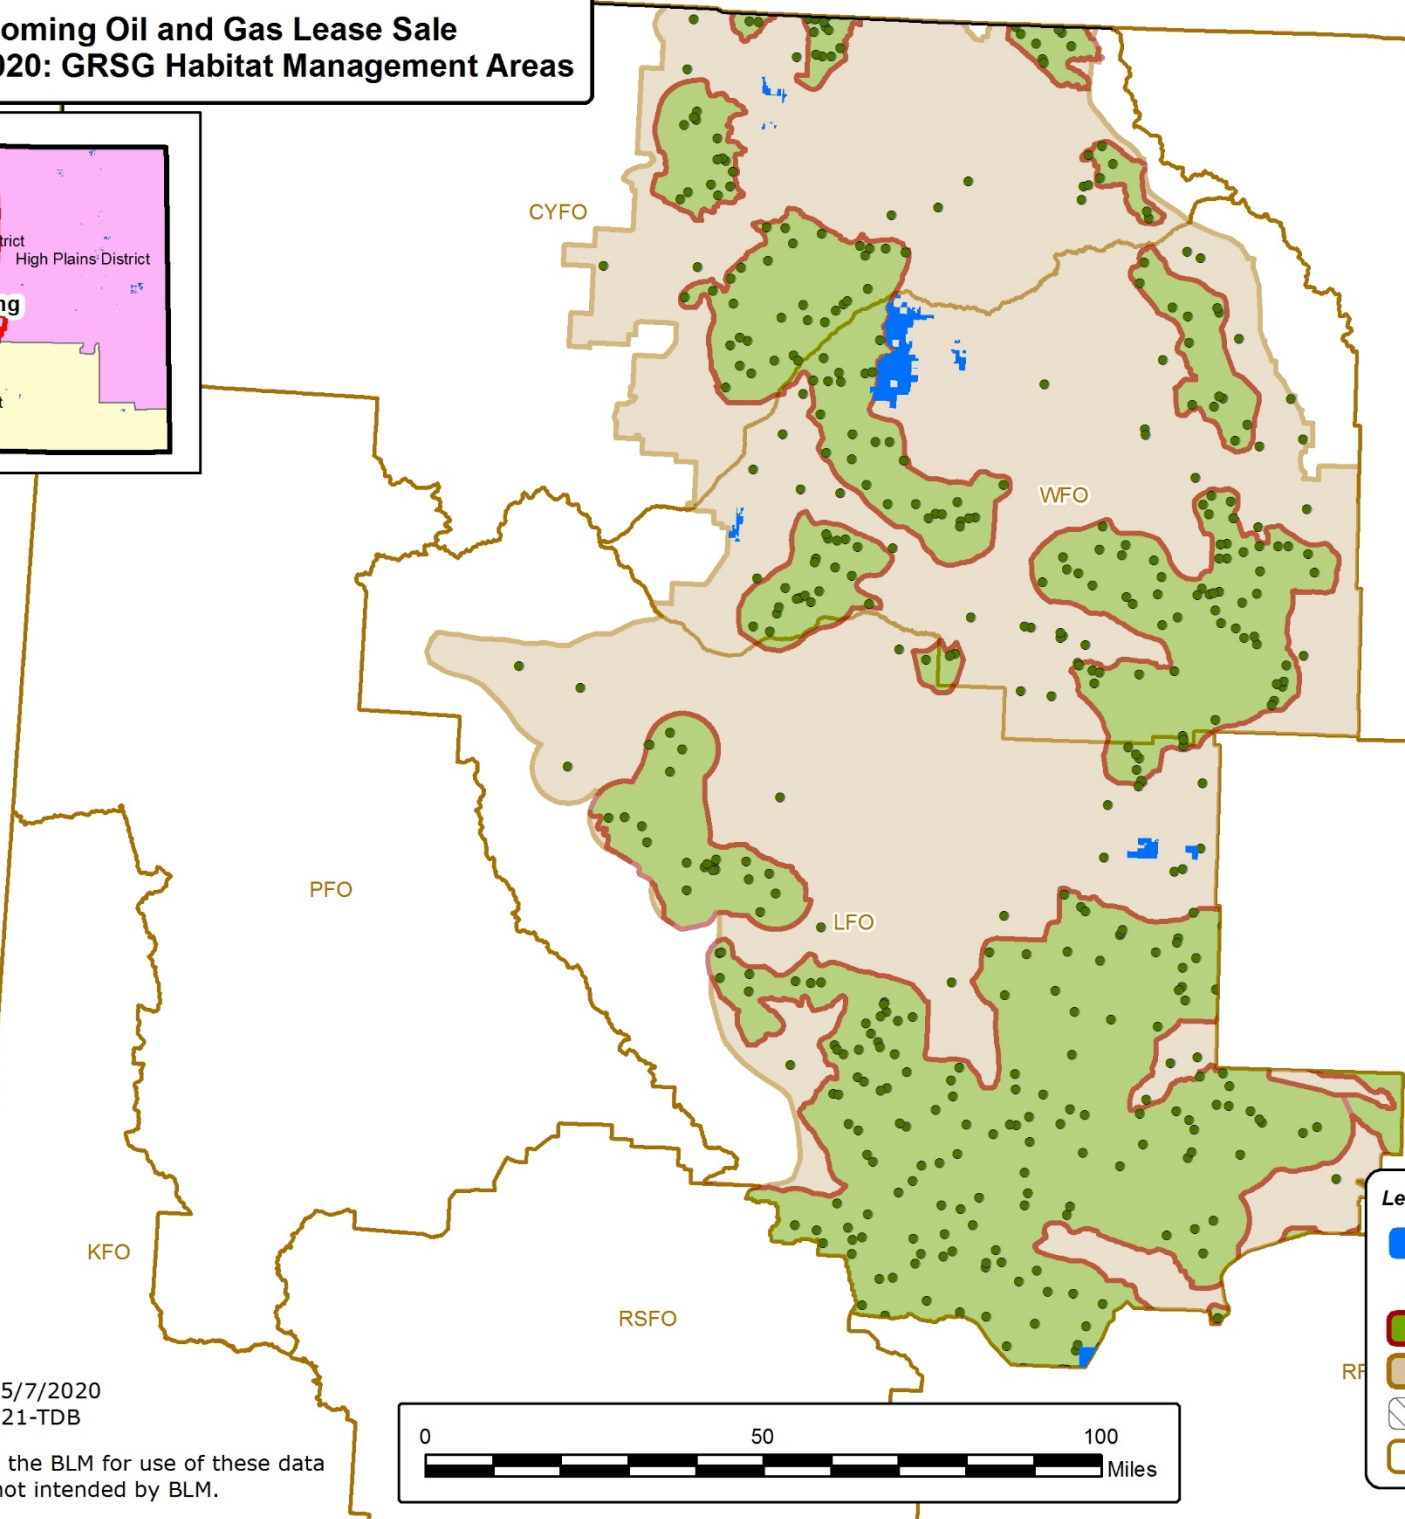 oming Oil and Gas Lease Sale
020: GRSG Habitat Management Areas
trict
High Plains District
ng
t
CYFO
WFO
PFO
LFO
KFO
RSFO
RF
Le
5/7/2020
21-TDB
the BLM for use of these data
not intended by BLM.
0 50 100
Miles